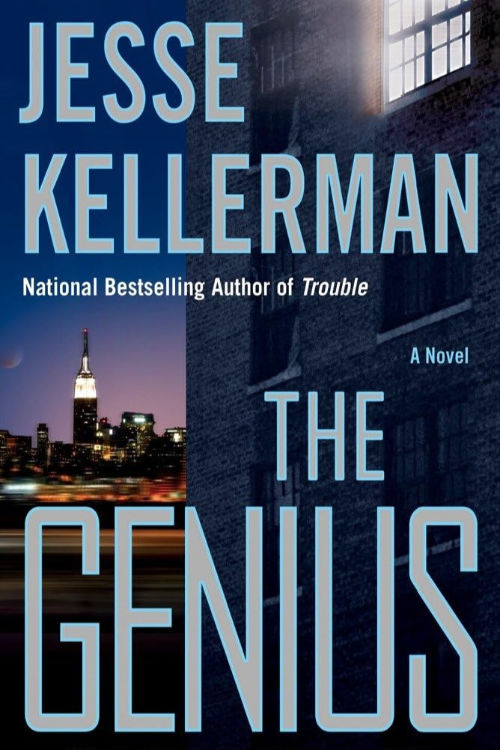 JESSE
KELLERMAN
National Bestselling Author of Trouble
A Novel
THE
GENIUS